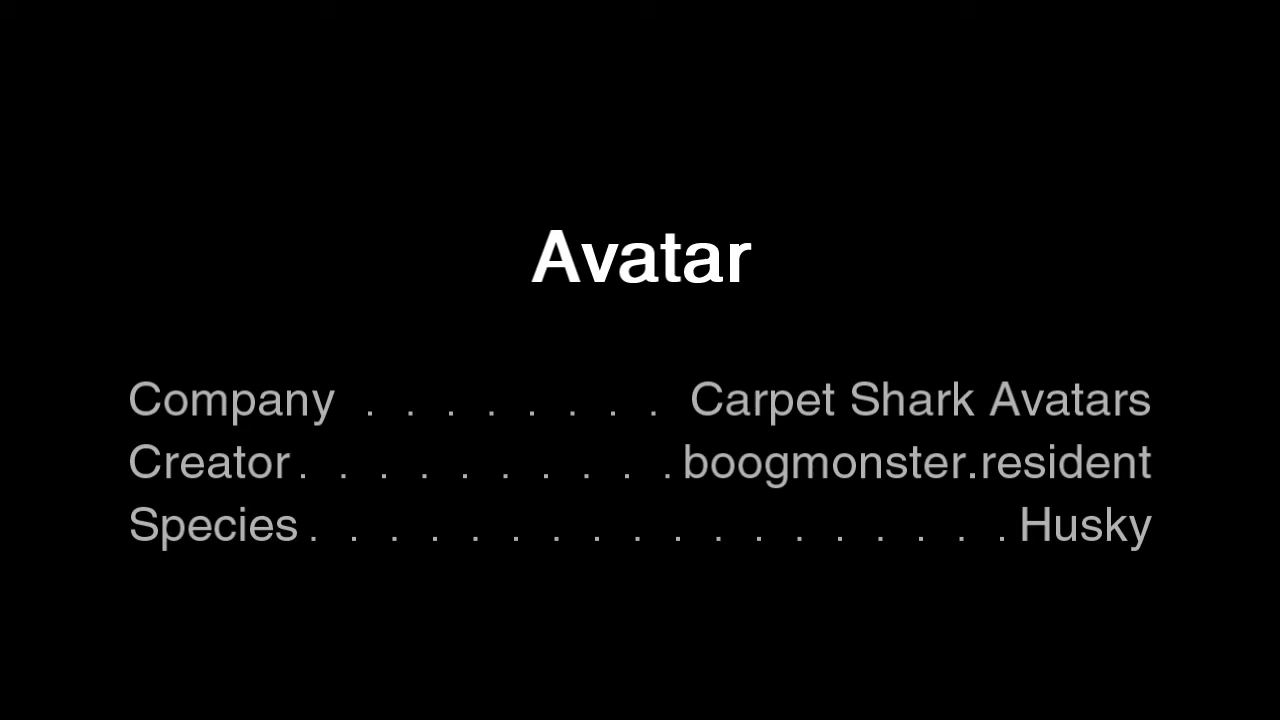 Avatar
Company . . . . . . . . Carpet Shark Avatars
Creator . . . . . . . . . . boogmonster.resident
Species . . . . . . . . . . . . . . . . . . Husky